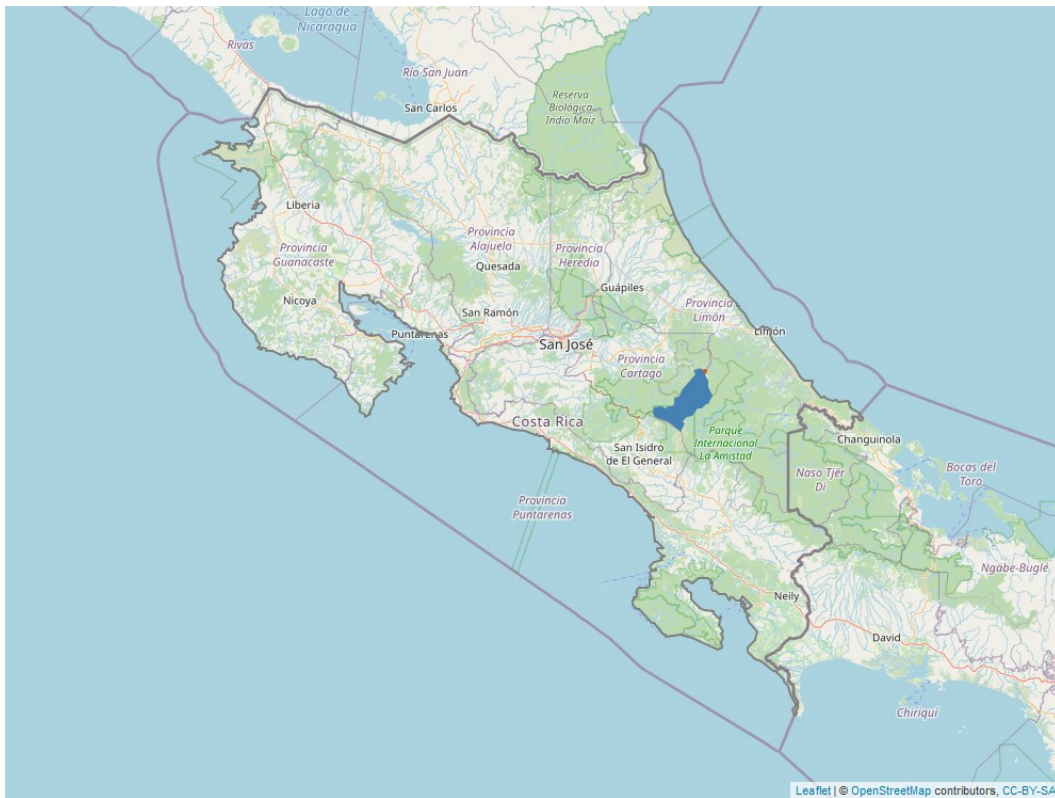 Lago de
Nicaragua
Rivas
Río San Juan
San Carlos
Reserva
Biológica
Indio Maíz
Liberia
Provincia
Guanacaste
Provincia
Alajuela
Provincia
Heredia
Quesada
Guápiles
Nicoya
San Ramón
Provincia
Limón
Puntarenas
San José
Limón
Provincia
Cartago
Costa Rica
Parque
Internacional
La Amistad
San Isidro
de El General
Changuinola
Naso Tjër
Di
Bocas del
Toro
Provincia
Puntarenas
Ngäbe-Buglé
Neily
David
Chiriquí
Leaflet | © OpenStreetMap contributors, CC-BY-SA